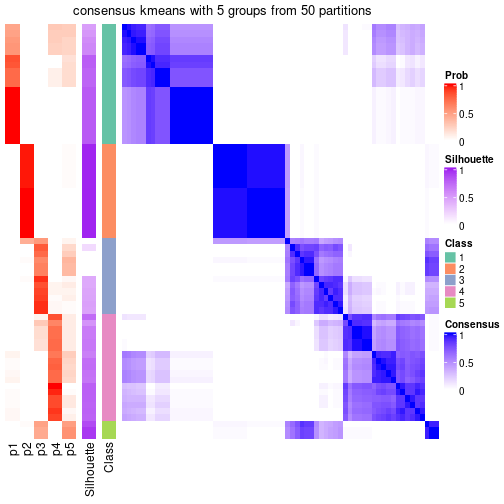 consensus kmeans with 5 groups from 50 partitions
Prob
1
0.5
0
Silhouette
1
0.5
0
Class
1
2
3
4
5
Consensus
1
0.5
0
p1
p2
p3
p4
p5
Silhouette
Class